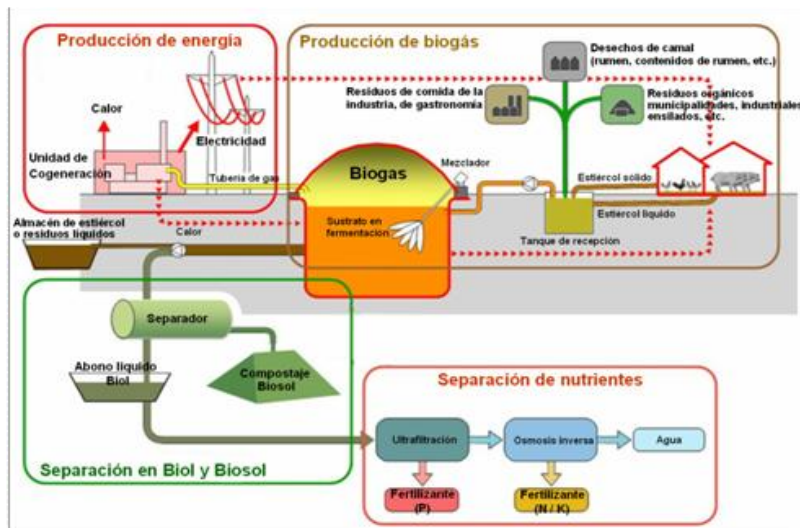 Producción de energía
Producción de biogás
Desechos de camal
(rumen, contenidos de rumen, etc.)
Residuos de comida de la
industria, de gastronomía
Residuos orgánicos
municipalidades, industriales
ensilados, etc.
Calor
Electricidad
Unidad de
Cogeneración
Tubería de gas
Biogas
Mezclador
Estiércol solido
Estiércol liquido
Sustrato en
fermentación
Tanque de recepción
Almacén de estiércol
o residuos líquidos
Calor
Separador
Abono liquido
Biol
Compostaje
Biosol
Separación en Biol y Biosol
Separación de nutrientes
Ultrafiltración
Osmosis inversa
Agua
Fertilizante
(P)
Fertilizante
(N / K)